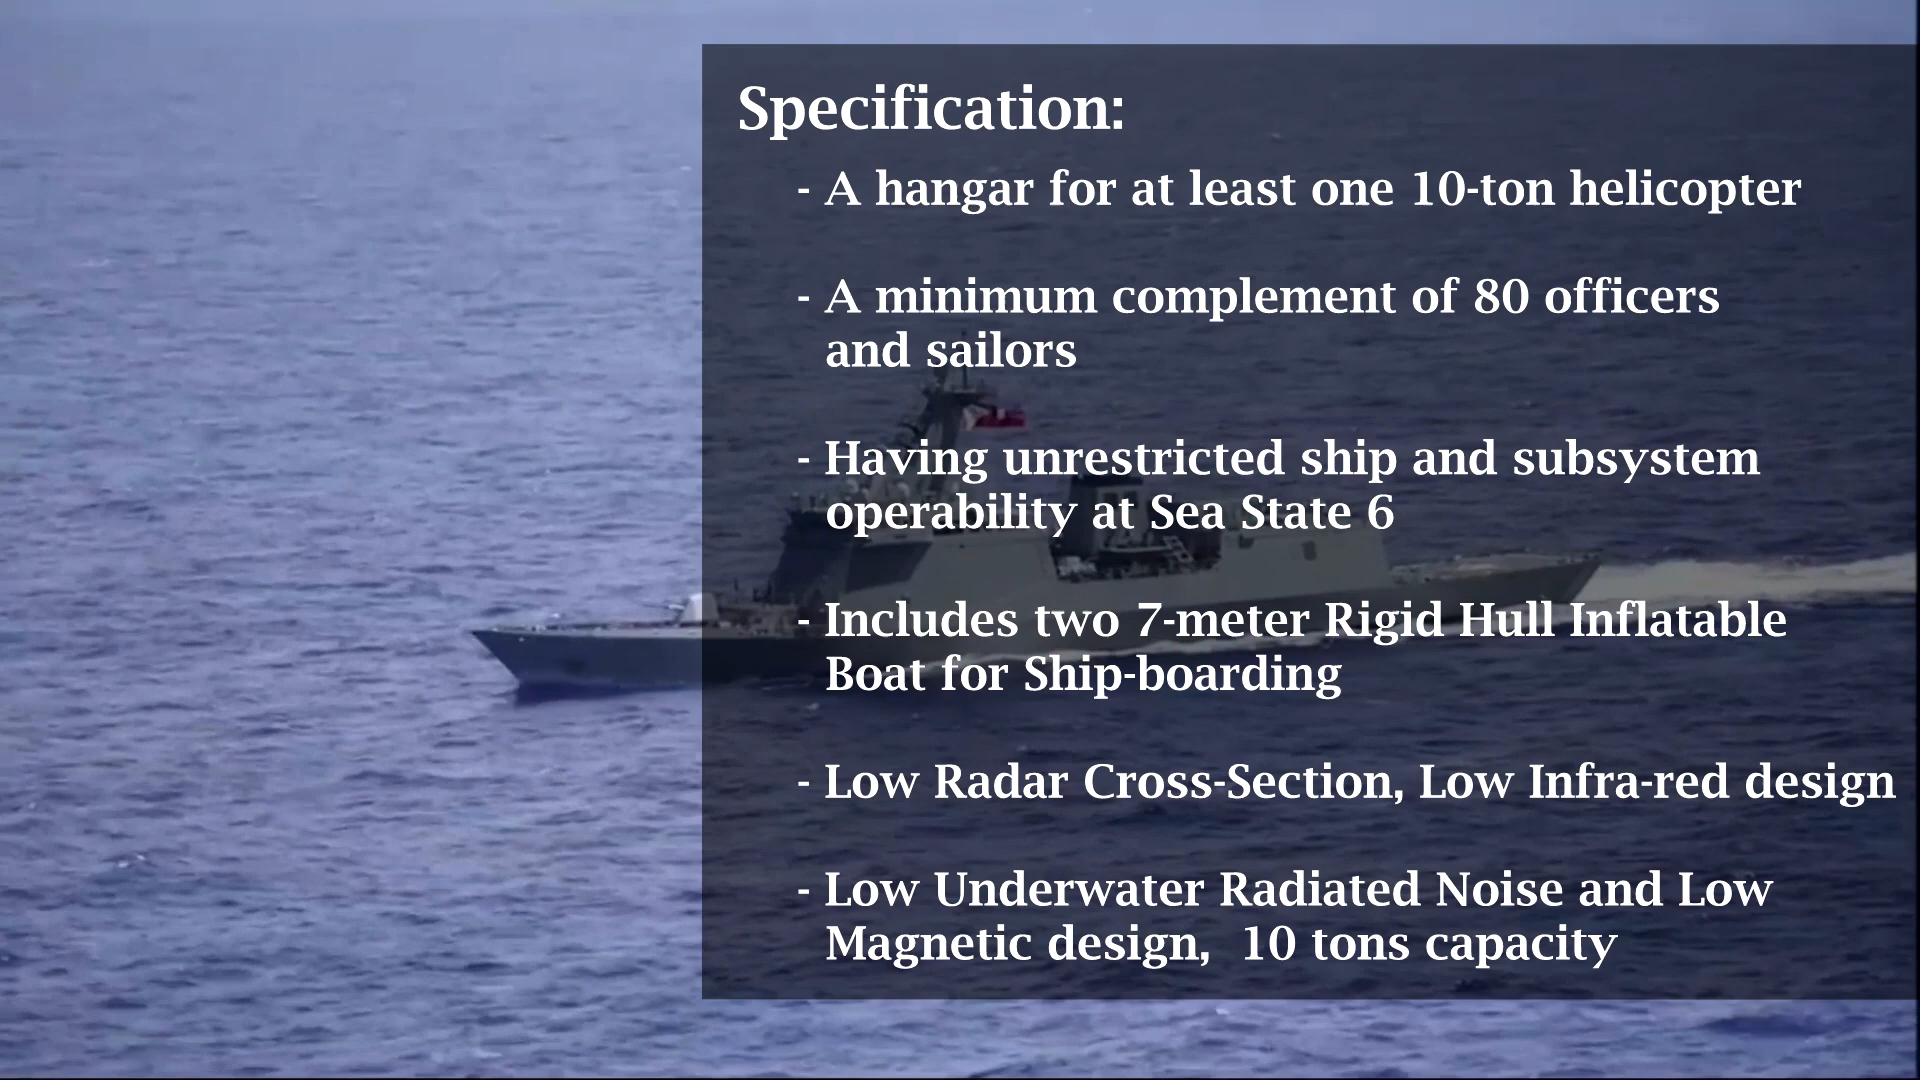 Specification:
- A hangar for at least one 10-ton helicopter
- A minimum complement of 80 officers
and sailors
- Having unrestricted ship and subsystem
operability at Sea State 6
- Includes two 7-meter Rigid Hull Inflatable
Boat for Ship-boarding
- Low Radar Cross-Section, Low Infra-red design
- Low Underwater Radiated Noise and Low
Magnetic design,  10 tons capacity